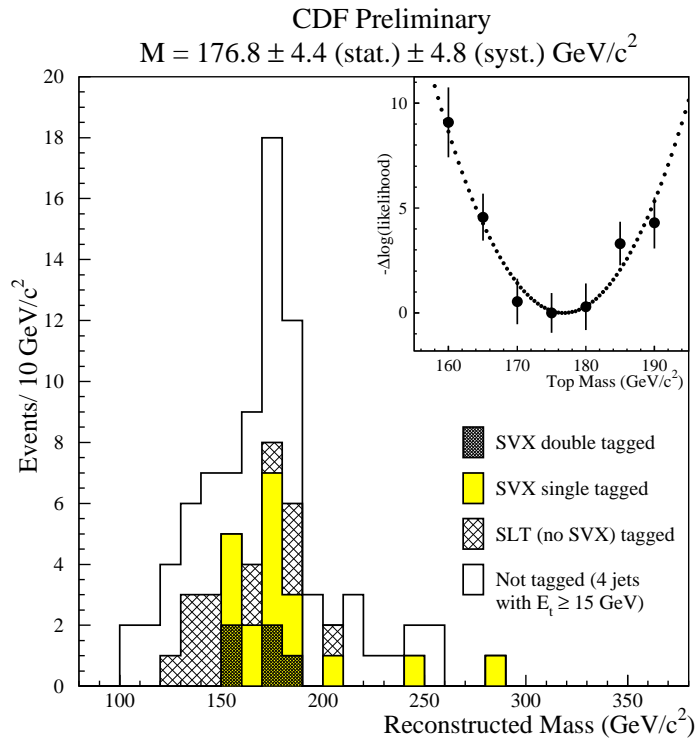 CDF Preliminary
M = 176.8 ± 4.4 (stat.) ± 4.8 (syst.) GeV/c²
Events/ 10 GeV/c²
20
18
16
14
12
10
8
6
4
2
0
100 150 200 250 300 350
Reconstructed Mass (GeV/c²)
-Δlog(likelihood)
10
5
0
160 170 180 190
Top Mass (GeV/c²)
SVX double tagged
SVX single tagged
SLT (no SVX) tagged
Not tagged (4 jets
with Eₜ ≥ 15 GeV)